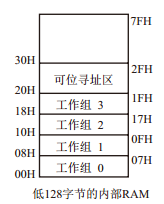 7FH
30H
2FH
可位寻址区
20H
1FH
工作组 3
18H
17H
工作组 2
10H
0FH
工作组 1
08H
07H
工作组 0
00H
低128字节的内部RAM